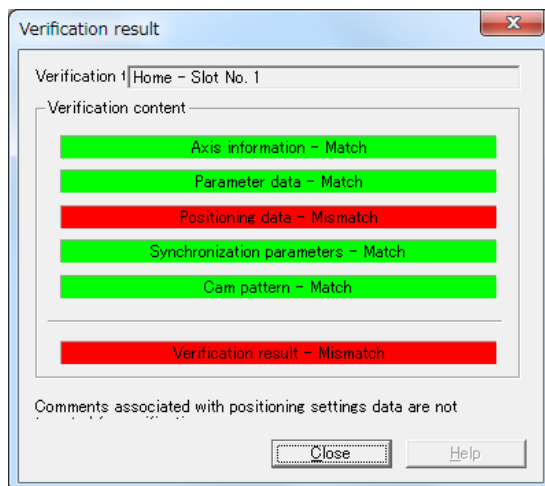 Verification result
Verification
Home - Slot No. 1
Verification content
Axis information - Match
Parameter data - Match
Positioning data - Mismatch
Synchronization parameters - Match
Cam pattern - Match
Verification result - Mismatch
Comments associated with positioning settings data are not
Close
Help